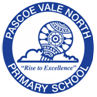 PASCOE VALE NORTH
"Rise to Excellence"
PRIMARY SCHOOL